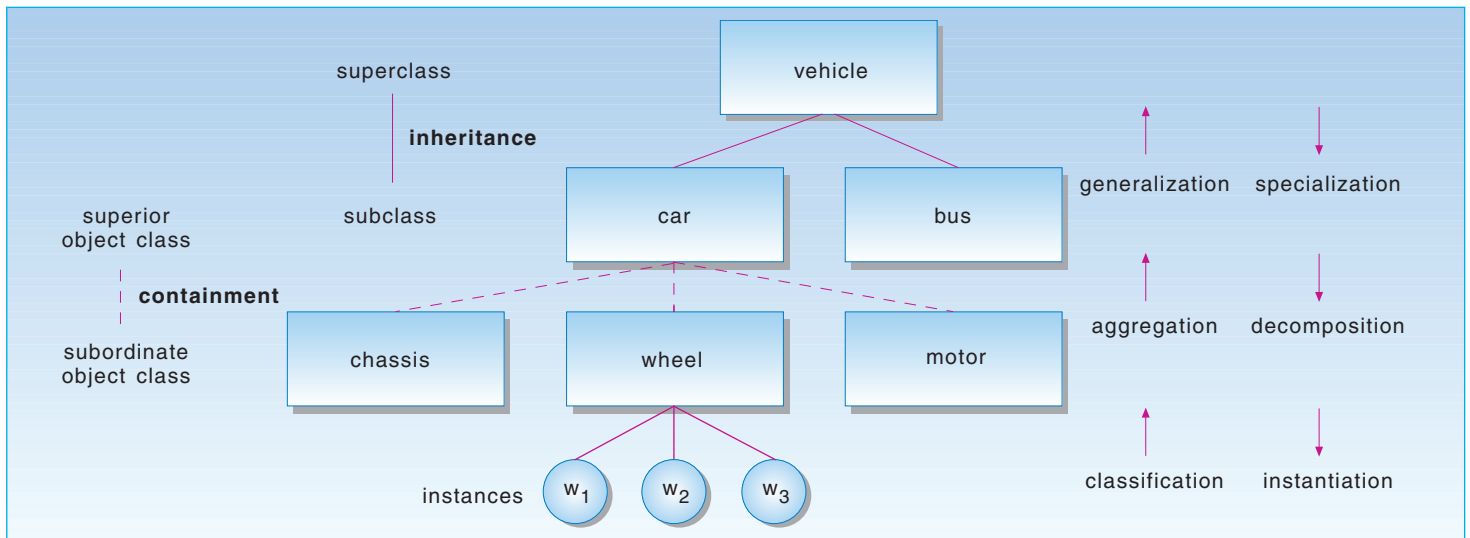 superclass
vehicle
inheritance
generalization
specialization
superior
object class
subclass
car
bus
containment
aggregation
decomposition
subordinate
object class
chassis
wheel
motor
classification
instantiation
instances
w1
w2
w3